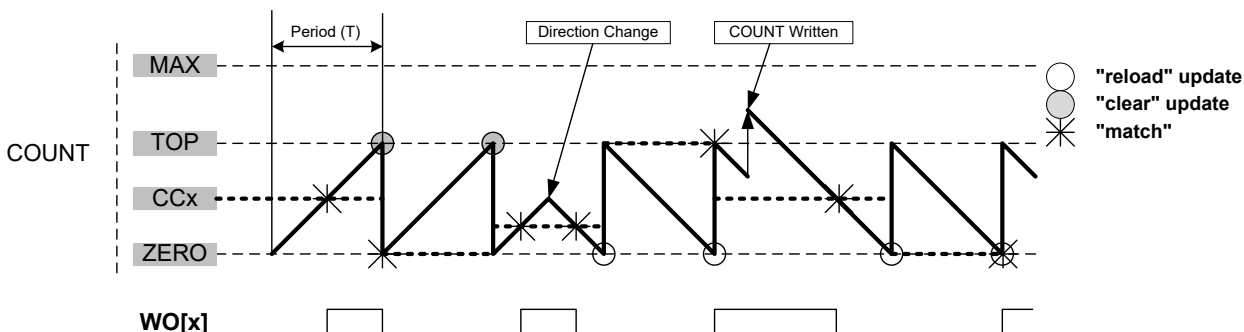 Period (T)
Direction Change
COUNT Written
MAX
"reload" update
"clear" update
"match"
COUNT
TOP
CCx
ZERO
WO[x]